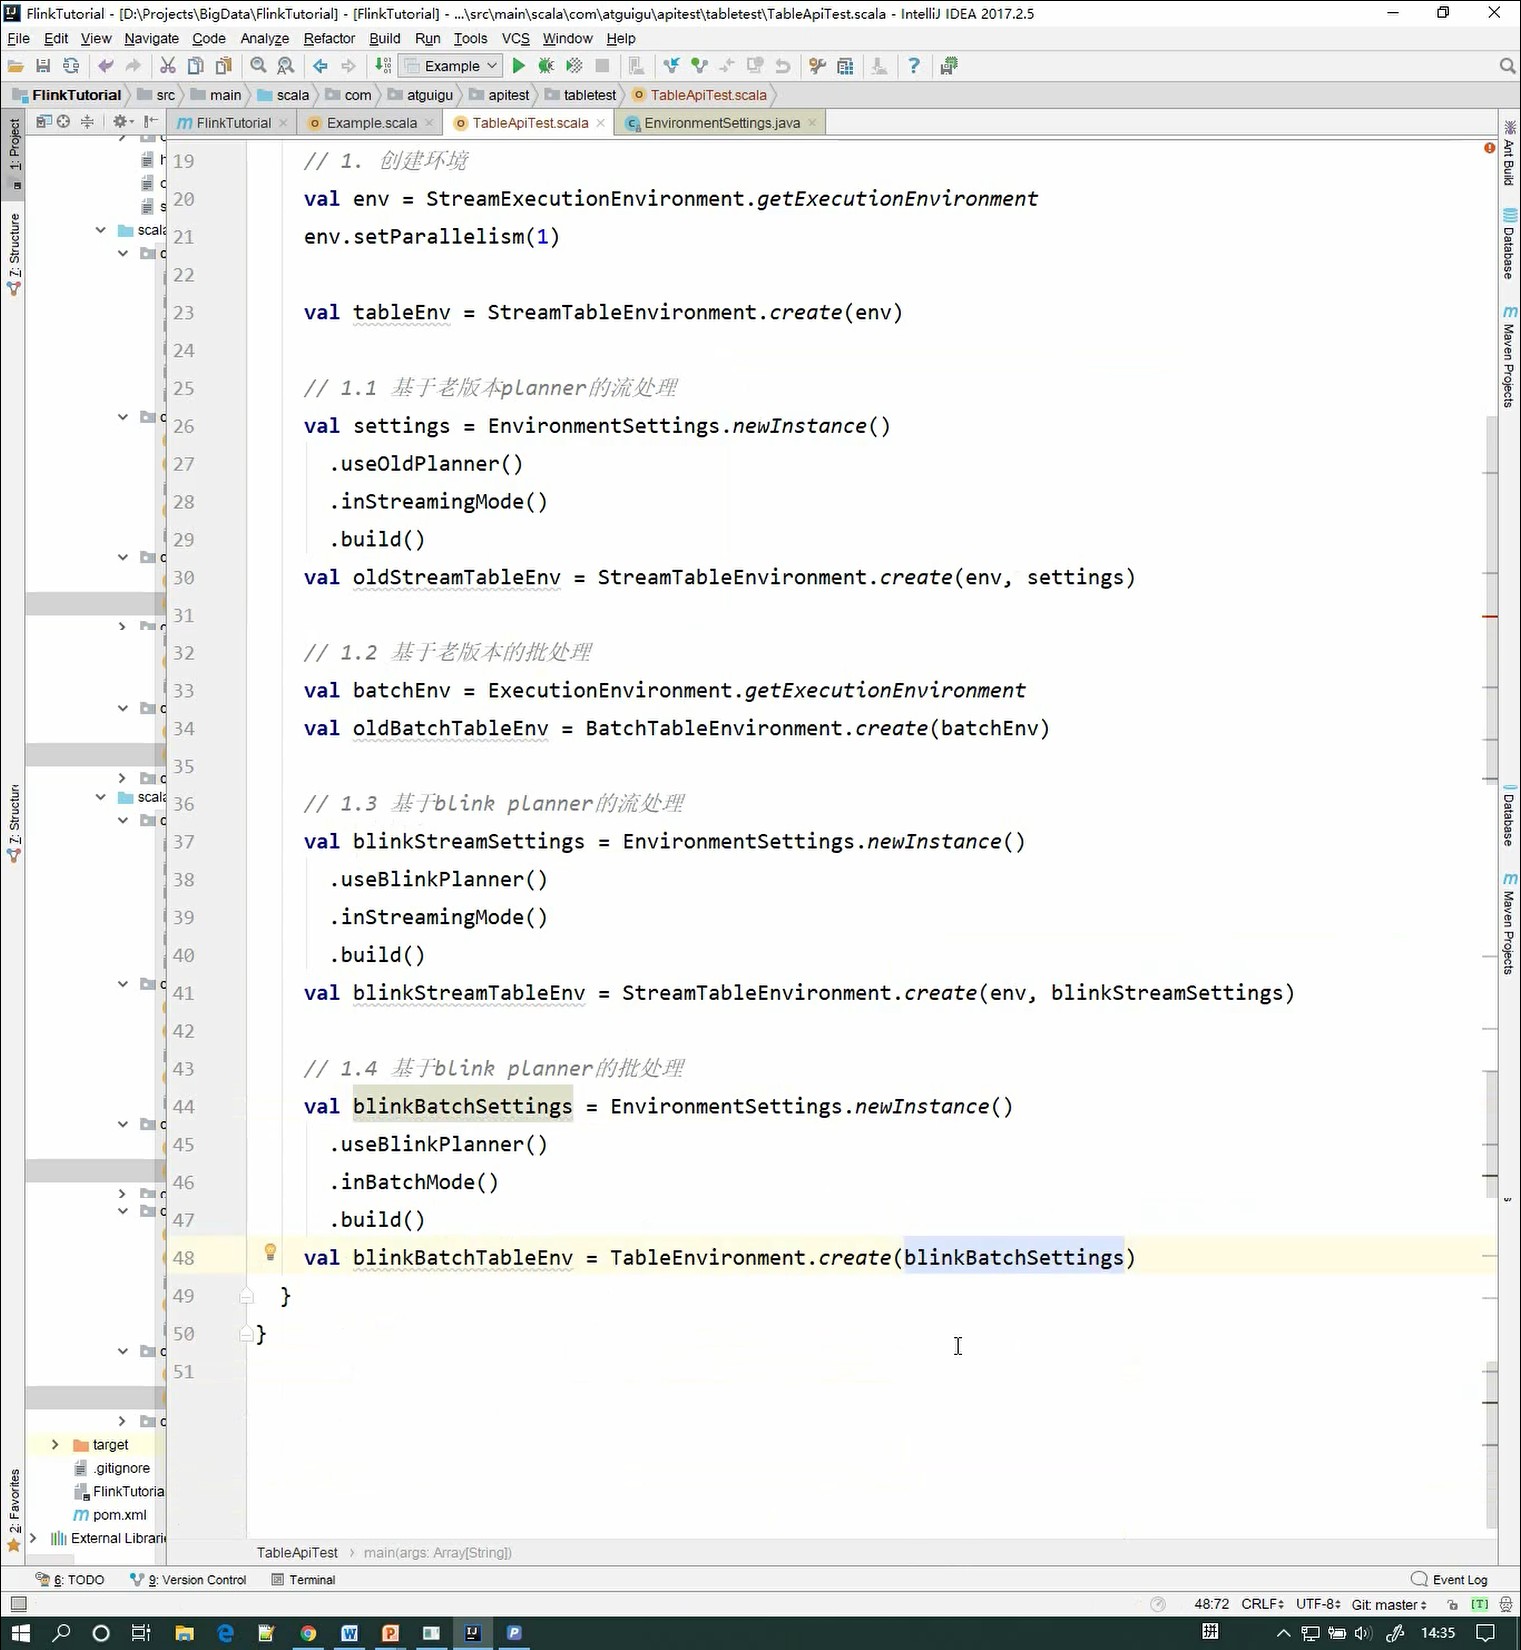 FlinkTutorial - [D:\Projects\BigData\FlinkTutorial] - [FlinkTutorial] - ...\src\main\scala\com\atguigu\apitest\tabletest\TableApiTest.scala - IntelliJ IDEA 2017.2.5
File Edit View Navigate Code Analyze Refactor Build Run Tools VCS Window Help
Example
FlinkTutorial src main scala com atguigu apitest tabletest TableApiTest.scala
FlinkTutorial Example.scala TableApiTest.scala EnvironmentSettings.java
1: Project
7: Structure
7: Structure
2: Favorites
Ant Build
Database
Maven Projects
Database
Maven Projects
scala
scala
target
.gitignore
FlinkTutoria
pom.xml
External Librari
19 // 1. 创建环境
20 val env = StreamExecutionEnvironment.getExecutionEnvironment
21 env.setParallelism(1)
22
23 val tableEnv = StreamTableEnvironment.create(env)
24
25 // 1.1 基于老版本planner的流处理
26 val settings = EnvironmentSettings.newInstance()
27 .useOldPlanner()
28 .inStreamingMode()
29 .build()
30 val oldStreamTableEnv = StreamTableEnvironment.create(env, settings)
31
32 // 1.2 基于老版本的批处理
33 val batchEnv = ExecutionEnvironment.getExecutionEnvironment
34 val oldBatchTableEnv = BatchTableEnvironment.create(batchEnv)
35
36 // 1.3 基于blink planner的流处理
37 val blinkStreamSettings = EnvironmentSettings.newInstance()
38 .useBlinkPlanner()
39 .inStreamingMode()
40 .build()
41 val blinkStreamTableEnv = StreamTableEnvironment.create(env, blinkStreamSettings)
42
43 // 1.4 基于blink planner的批处理
44 val blinkBatchSettings = EnvironmentSettings.newInstance()
45 .useBlinkPlanner()
46 .inBatchMode()
47 .build()
48 val blinkBatchTableEnv = TableEnvironment.create(blinkBatchSettings)
49 }
50 }
51
TableApiTest main(args: Array[String])
6: TODO 9: Version Control Terminal Event Log
48:72 CRLF UTF-8 Git: master
拼 14:35